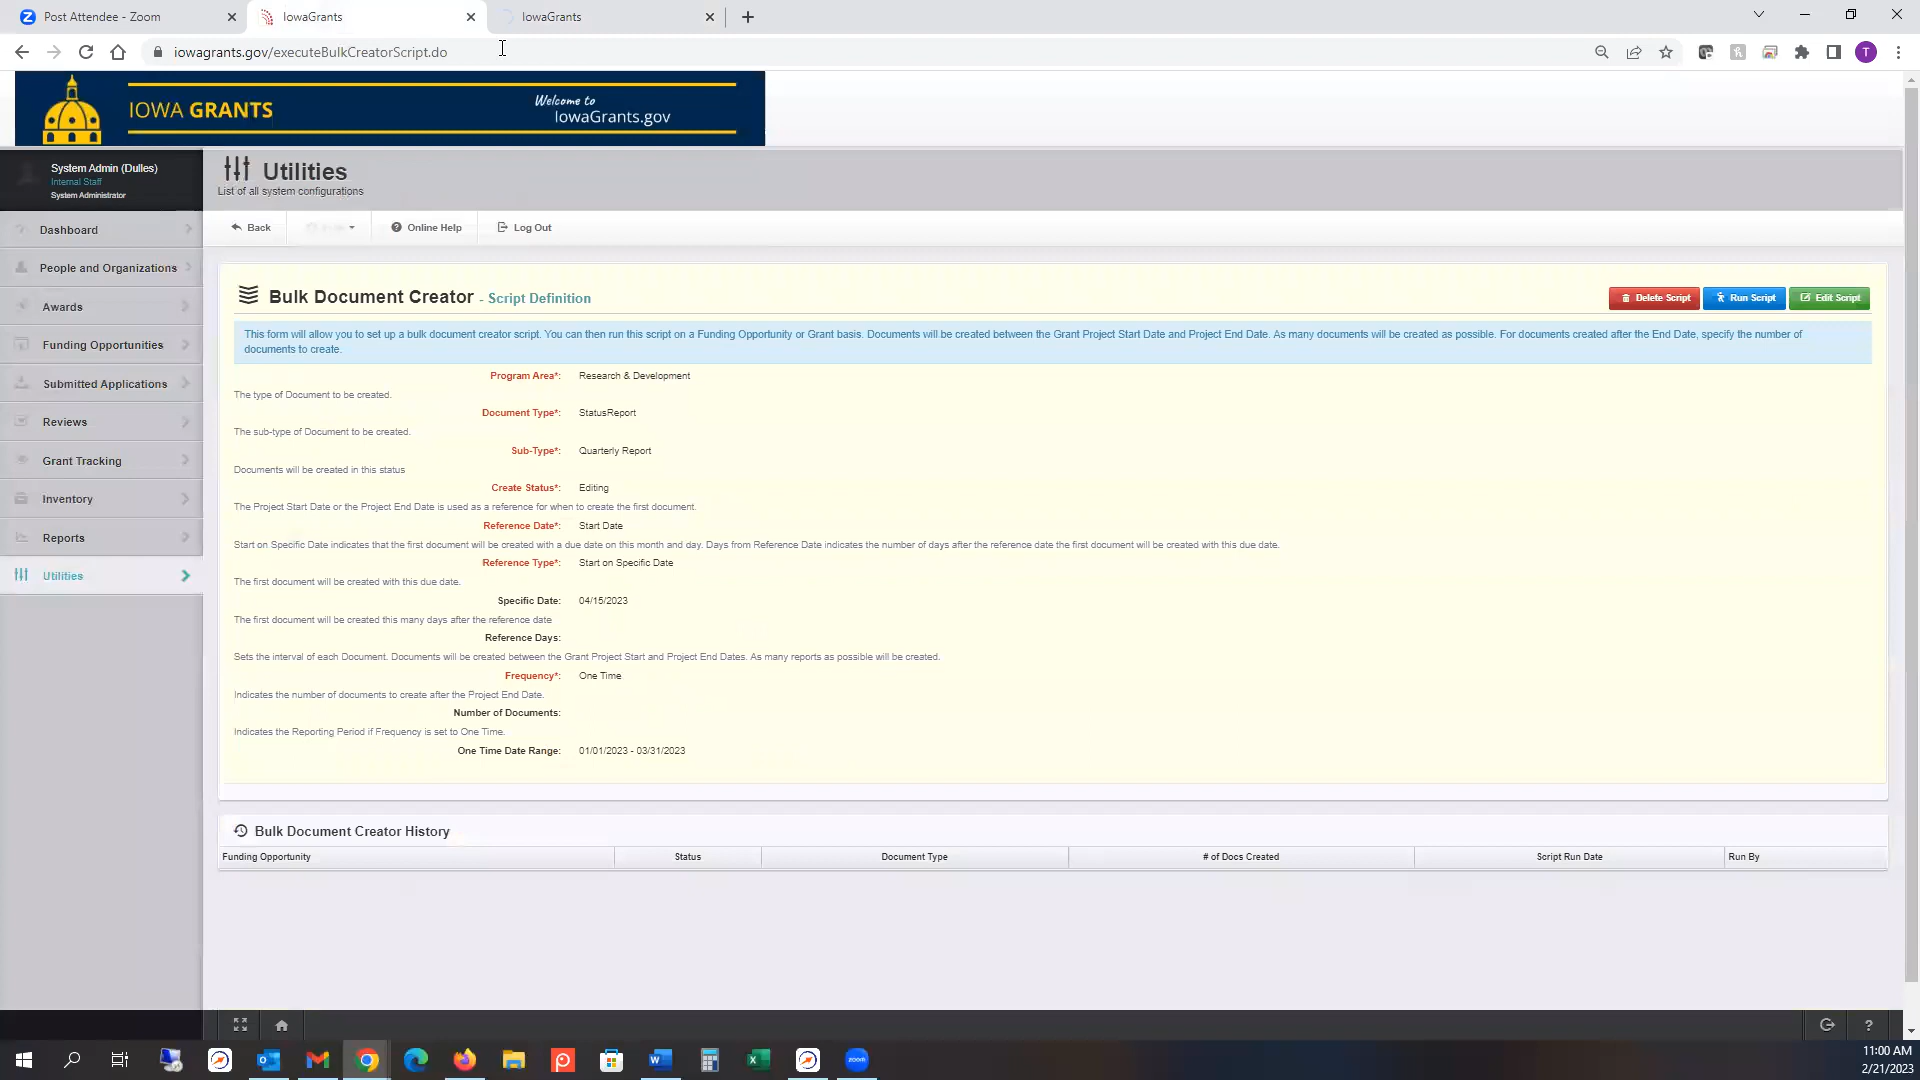 Post Attendee - Zoom
IowaGrants
IowaGrants
iowagrants.gov/executeBulkCreatorScript.do
T
IOWA GRANTS
Welcome to
IowaGrants.gov
System Admin (Dulles)
Internal Staff
System Administrator
Utilities
List of all system configurations
Back
Online Help
Log Out
Dashboard
People and Organizations
Awards
Funding Opportunities
Submitted Applications
Reviews
Grant Tracking
Inventory
Reports
Utilities
Bulk Document Creator - Script Definition
Delete Script
Run Script
Edit Script
This form will allow you to set up a bulk document creator script. You can then run this script on a Funding Opportunity or Grant basis. Documents will be created between the Grant Project Start Date and Project End Date. As many documents will be created as possible. For documents created after the End Date, specify the number of
documents to create.
Program Area*: Research & Development
The type of Document to be created.
Document Type*: StatusReport
The sub-type of Document to be created.
Sub-Type*: Quarterly Report
Documents will be created in this status
Create Status*: Editing
The Project Start Date or the Project End Date is used as a reference for when to create the first document.
Reference Date*: Start Date
Start on Specific Date indicates that the first document will be created with a due date on this month and day. Days from Reference Date indicates the number of days after the reference date the first document will be created with this due date.
Reference Type*: Start on Specific Date
The first document will be created with this due date.
Specific Date: 04/15/2023
The first document will be created this many days after the reference date
Reference Days:
Sets the interval of each Document. Documents will be created between the Grant Project Start and Project End Dates. As many reports as possible will be created.
Frequency*: One Time
Indicates the number of documents to create after the Project End Date.
Number of Documents:
Indicates the Reporting Period if Frequency is set to One Time.
One Time Date Range: 01/01/2023 - 03/31/2023
Bulk Document Creator History
Funding Opportunity Status Document Type # of Docs Created Script Run Date Run By
11:00 AM
2/21/2023